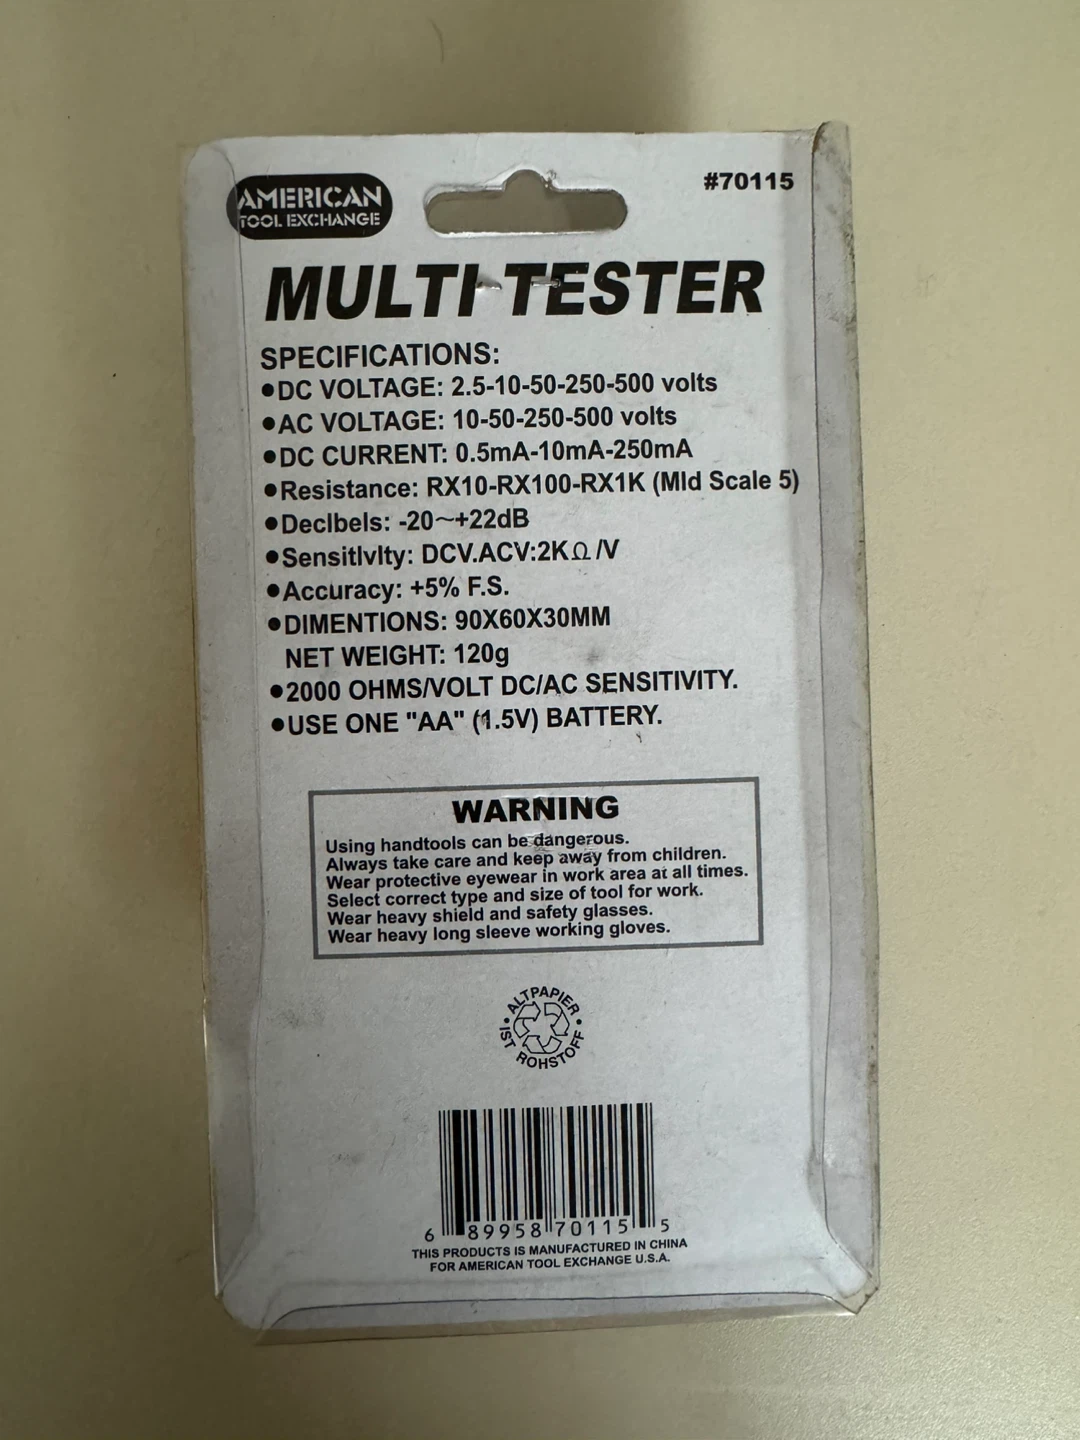 AMERICAN
TOOL EXCHANGE
#70115
MULTI-TESTER
SPECIFICATIONS:
●DC VOLTAGE: 2.5-10-50-250-500 volts
●AC VOLTAGE: 10-50-250-500 volts
●DC CURRENT: 0.5mA-10mA-250mA
●Resistance: RX10-RX100-RX1K (MId Scale 5)
●DecIbels: -20~+22dB
●SensitIvIty: DCV.ACV:2KΩ/V
●Accuracy: +5% F.S.
●DIMENTIONS: 90X60X30MM
NET WEIGHT: 120g
●2000 OHMS/VOLT DC/AC SENSITIVITY.
●USE ONE "AA" (1.5V) BATTERY.
WARNING
Using handtools can be dangerous.
Always take care and keep away from children.
Wear protective eyewear in work area at all times.
Select correct type and size of tool for work.
Wear heavy shield and safety glasses.
Wear heavy long sleeve working gloves.
• ALTPAPIER •
IST ROHSTOFF
6 89958 70115 5
THIS PRODUCTS IS MANUFACTURED IN CHINA
FOR AMERICAN TOOL EXCHANGE U.S.A.